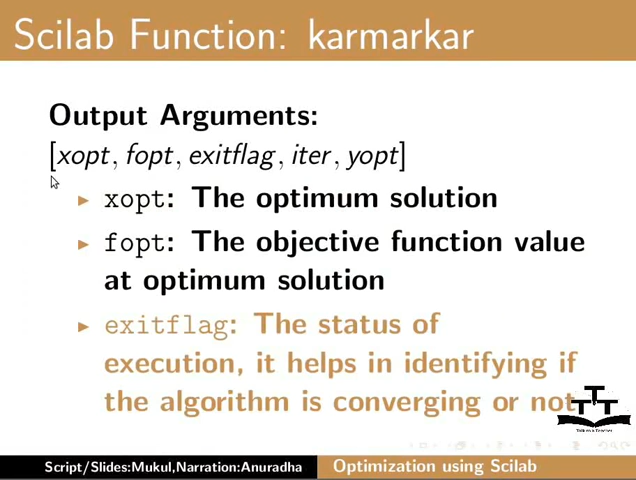 Scilab Function: karmarkar
Output Arguments:
[xopt, fopt, exitflag, iter, yopt]
xopt: The optimum solution
fopt: The objective function value
at optimum solution
exitflag: The status of
execution, it helps in identifying if
the algorithm is converging or not
Script/Slides:Mukul,Narration:Anuradha
Optimization using Scilab